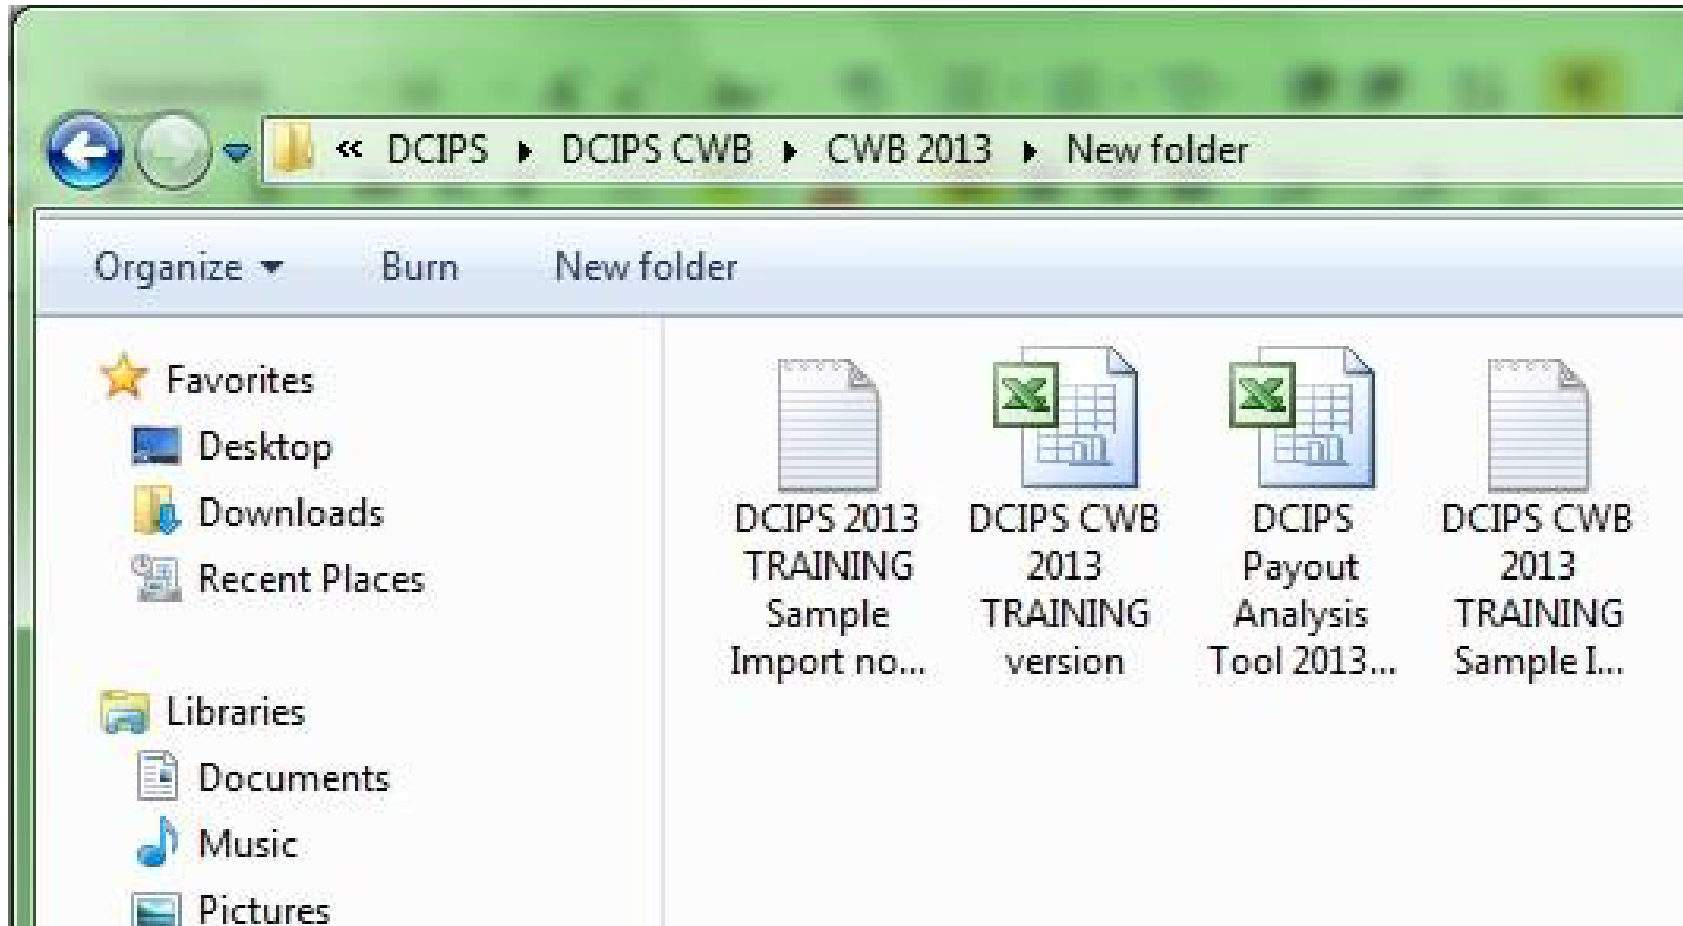 « DCIPS ▸ DCIPS CWB ▸ CWB 2013 ▸ New folder
Organize Burn New folder
Favorites
Desktop
Downloads
Recent Places
Libraries
Documents
Music
Pictures
DCIPS 2013
TRAINING
Sample
Import no...
DCIPS CWB
2013
TRAINING
version
DCIPS
Payout
Analysis
Tool 2013...
DCIPS CWB
2013
TRAINING
Sample I...